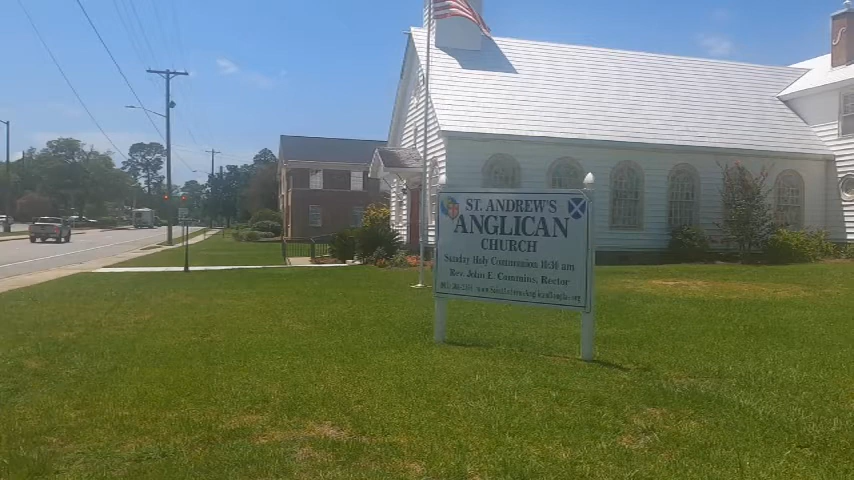 ST. ANDREW'S
ANGLICAN
CHURCH
Sunday Holy Communion 10:30 am
Rev. John E. Cummins, Rector